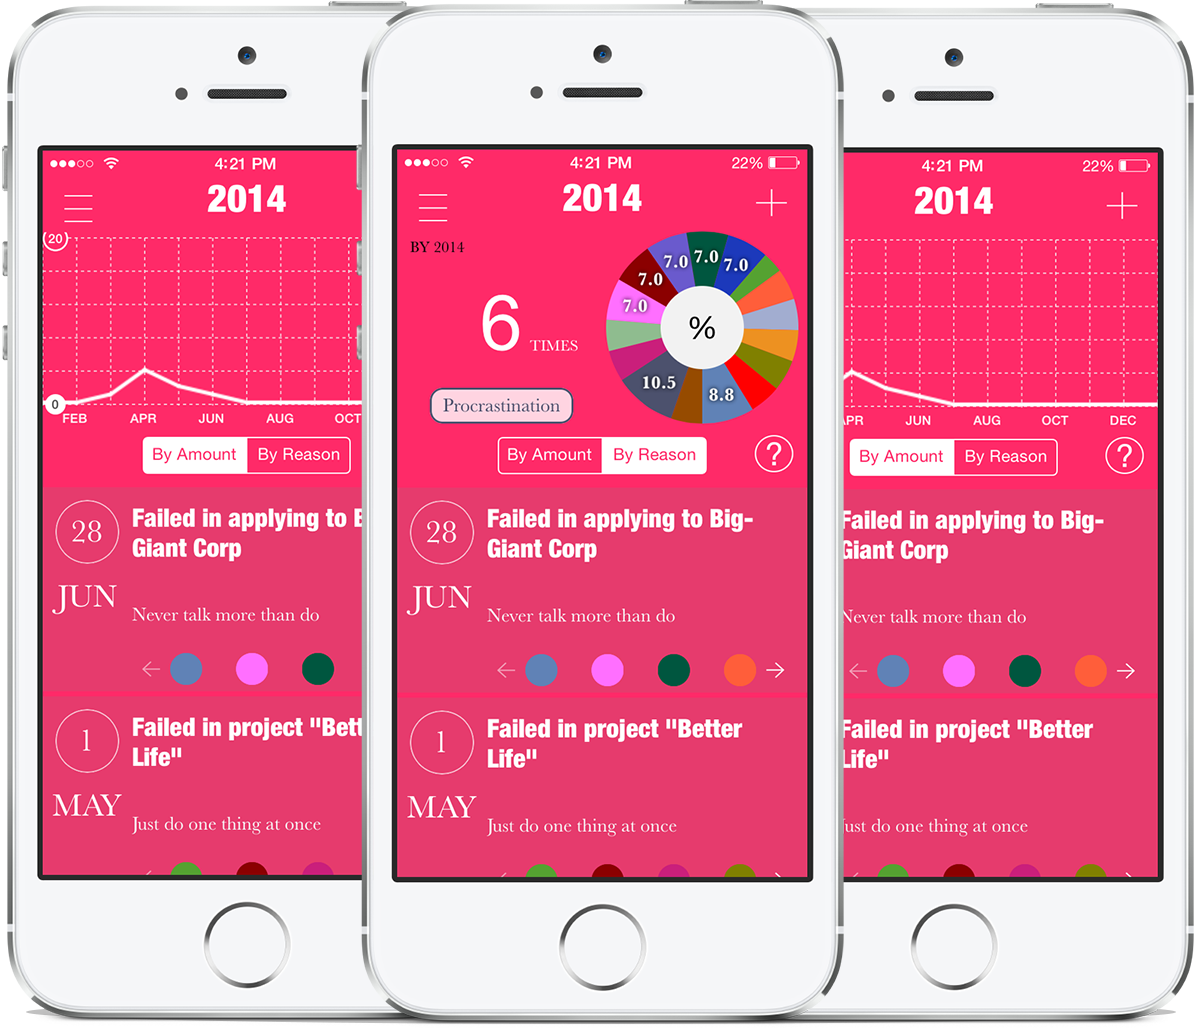 4:21 PM
2014
20
0
FEB
APR
JUN
AUG
OCT
By Amount
By Reason
28
JUN
Failed in applying to B
Giant Corp
Never talk more than do
1
MAY
Failed in project "Bett
Life"
Just do one thing at once
4:21 PM
22%
2014
BY 2014
6 TIMES
Procrastination
7.0
7.0
7.0
7.0
7.0
10.5
8.8
%
By Amount
By Reason
?
28
JUN
Failed in applying to Big-
Giant Corp
Never talk more than do
1
MAY
Failed in project "Better
Life"
Just do one thing at once
4:21 PM
22%
2014
APR
JUN
AUG
OCT
DEC
By Amount
By Reason
?
Failed in applying to Big-
Giant Corp
Never talk more than do
Failed in project "Better
Life"
Just do one thing at once